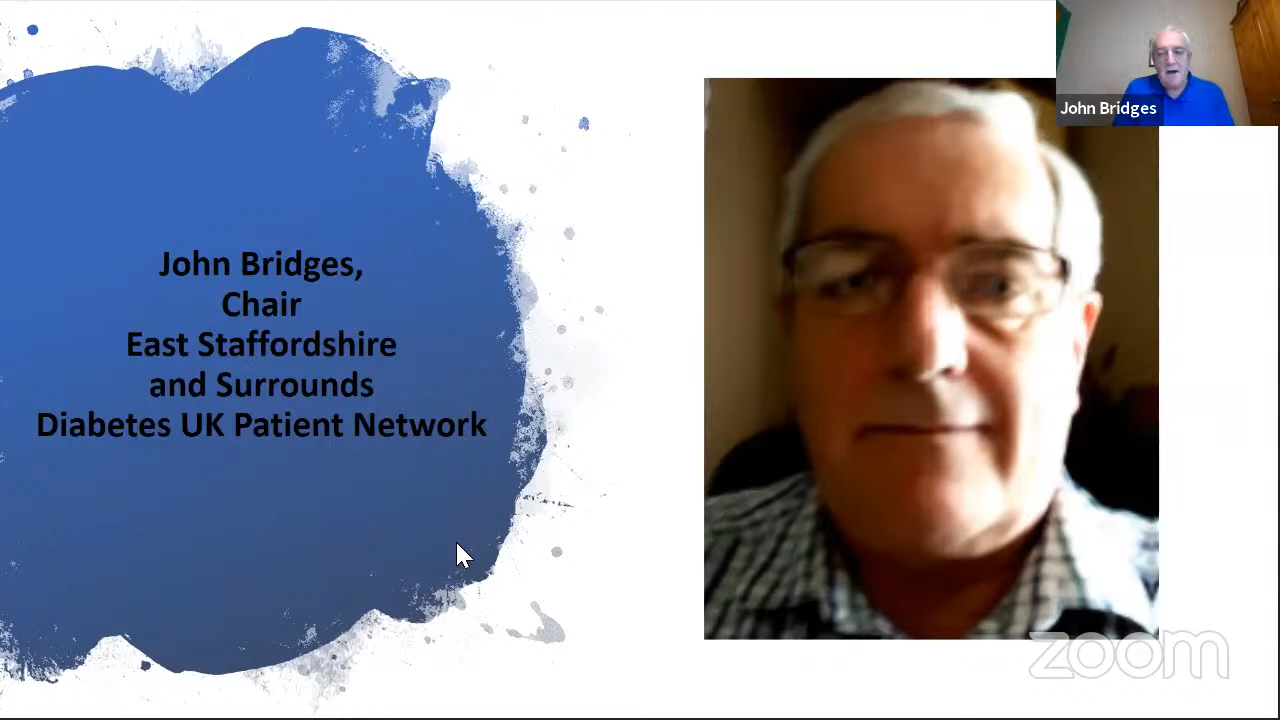 John Bridges,
Chair
East Staffordshire
and Surrounds
Diabetes UK Patient Network
John Bridges
zoom